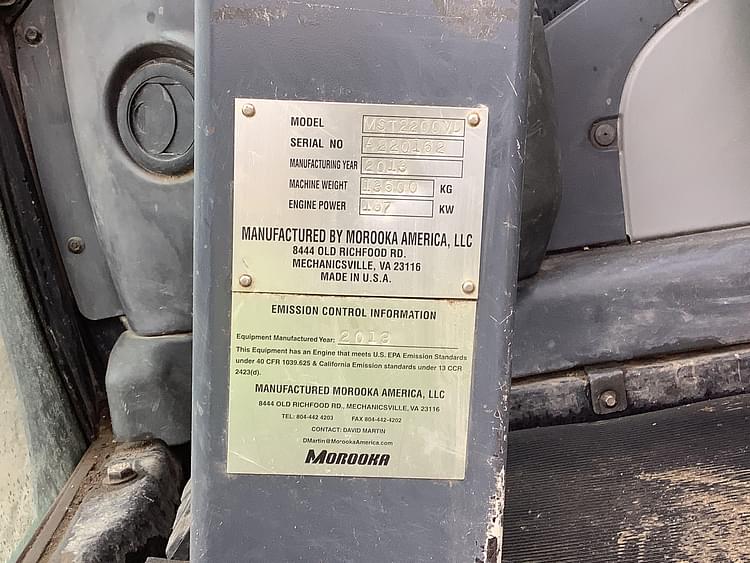 MODEL MST2200VD
SERIAL NO A220162
MANUFACTURING YEAR 2013
MACHINE WEIGHT 13600 KG
ENGINE POWER 187 KW
MANUFACTURED BY MOROOKA AMERICA, LLC
8444 OLD RICHFOOD RD.
MECHANICSVILLE, VA 23116
MADE IN U.S.A.
EMISSION CONTROL INFORMATION
Equipment Manufactured Year: 2013
This Equipment has an Engine that meets U.S. EPA Emission Standards
under 40 CFR 1039.625 & California Emission standards under 13 CCR
2423(d).
MANUFACTURED MOROOKA AMERICA, LLC
8444 OLD RICHFOOD RD., MECHANICSVILLE, VA 23116
TEL: 804-442 4203 FAX 804-442-4202
CONTACT: DAVID MARTIN
DMartin@MorookaAmerica.com
MOROOKA